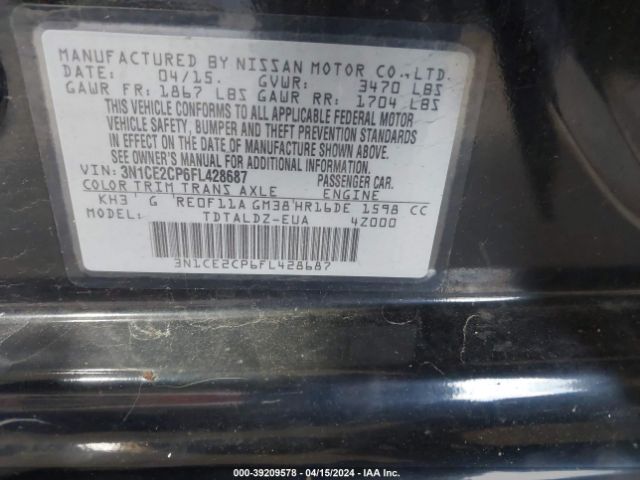 MANUFACTURED BY NISSAN MOTOR CO.,LTD.
DATE: 04/15. GVWR: 3470 LBS
GAWR FR: 1867 LBS GAWR RR: 1704 LBS
THIS VEHICLE CONFORMS TO ALL APPLICABLE FEDERAL MOTOR
VEHICLE SAFETY, BUMPER AND THEFT PREVENTION STANDARDS
IN EFFECT ON THE DATE OF MANUFACTURE SHOWN ABOVE.
SEE OWNER'S MANUAL FOR ADDITIONAL INFORMATION.
VIN: 3N1CE2CP6FL428687 PASSENGER CAR.
COLOR TRIM TRANS AXLE ENGINE
KH3 G RE0F11A GM38 HR16DE 1598 CC
MODEL: TDTALDZ-EUA 4Z000
3N1CE2CP6FL428687
000-39209578 - 04/15/2024 - IAA Inc.